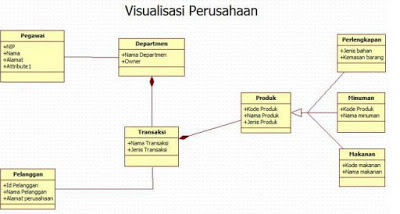 Visualisasi Perusahaan
Pegawai
+NIP
+Nama
+Alamat
+Attribute1
Departmen
+Nama Departmen
+Owner
Perlengkapan
+Jenis bahan
+Kemasan barang
Produk
+Kode Produk
+Nama Produk
+Jenis Produk
Minuman
+Kode Produk
+Nama minuman
Transaksi
+Nama Transaksi
+Jenis Transaksi
Makanan
+Kode makanan
+Nama makanan
Pelanggan
+Id Pelanggan
+Nama Pelanggan
+Alamat perusahaan